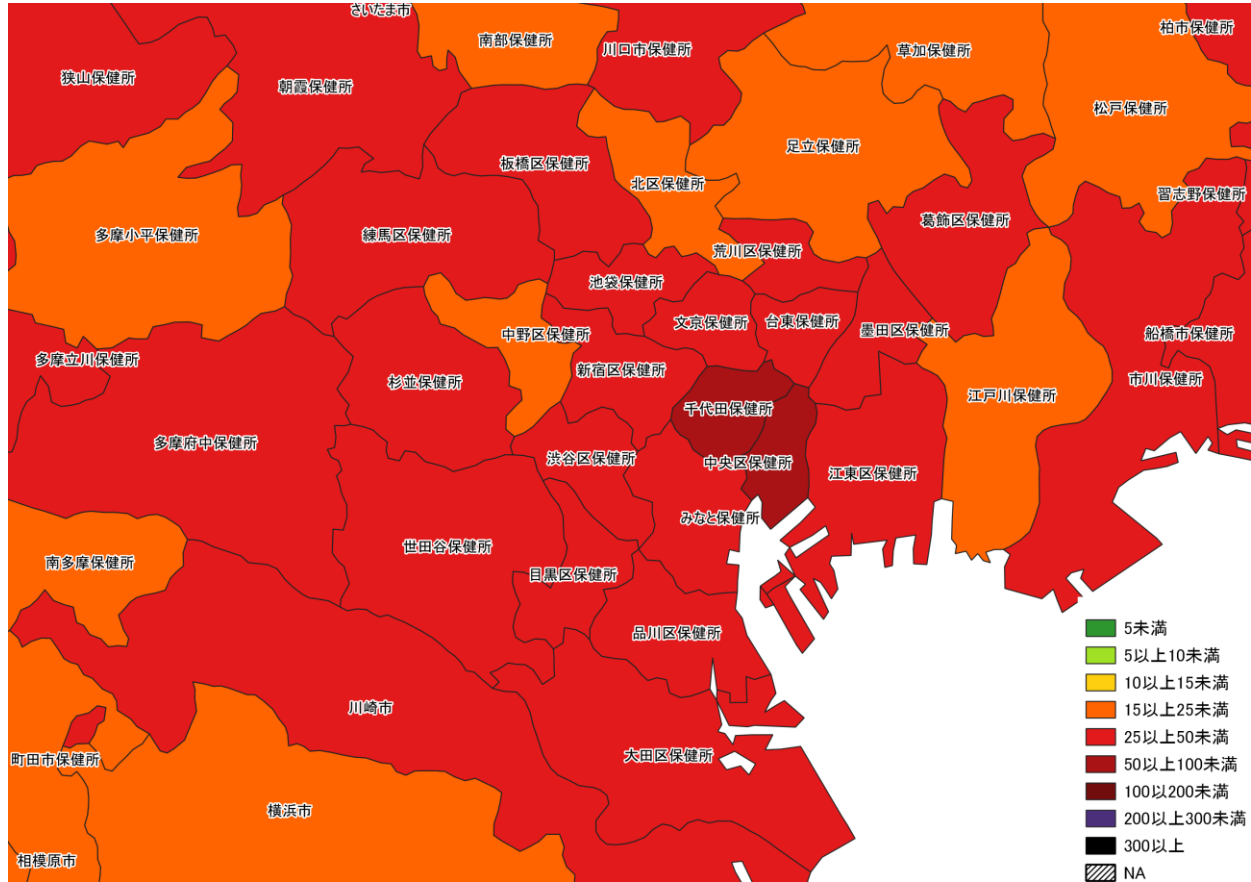 さいたま市
柏市保健所
南部保健所
川口市保健所
草加保健所
狭山保健所
朝霞保健所
松戸保健所
足立保健所
板橋区保健所
北区保健所
習志野保健所
葛飾区保健所
多摩小平保健所
練馬区保健所
荒川区保健所
池袋保健所
文京保健所
台東保健所
墨田区保健所
中野区保健所
船橋市保健所
多摩立川保健所
新宿区保健所
杉並保健所
市川保健所
江戸川保健所
千代田保健所
多摩府中保健所
渋谷区保健所
中央区保健所
江東区保健所
みなと保健所
世田谷保健所
南多摩保健所
目黒区保健所
品川区保健所
川崎市
大田区保健所
町田市保健所
横浜市
相模原市
5未満
5以上10未満
10以上15未満
15以上25未満
25以上50未満
50以上100未満
100以200未満
200以上300未満
300以上
NA